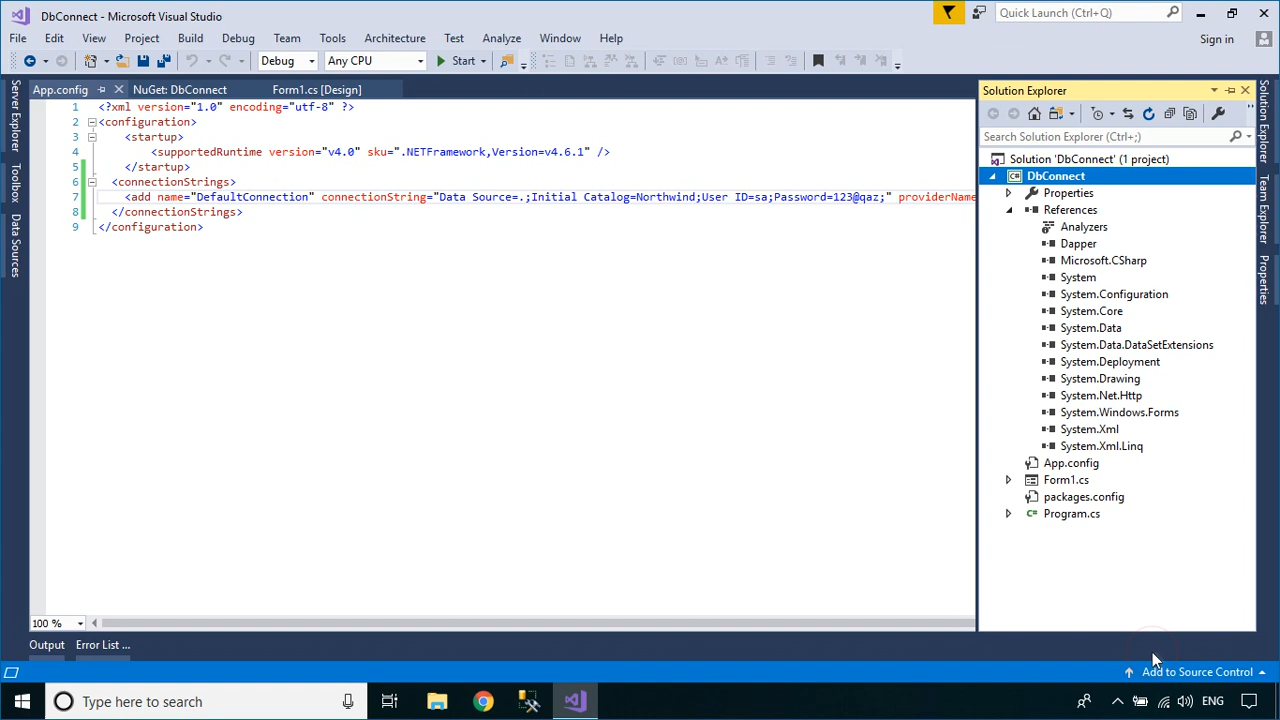 DbConnect - Microsoft Visual Studio
Quick Launch (Ctrl+Q)
File Edit View Project Build Debug Team Tools Architecture Test Analyze Window Help
Sign in
Debug Any CPU Start
App.config NuGet: DbConnect Form1.cs [Design]
Server Explorer
Toolbox
Data Sources
1 <?xml version="1.0" encoding="utf-8" ?>
2 <configuration>
3 <startup>
4 <supportedRuntime version="v4.0" sku=".NETFramework,Version=v4.6.1" />
5 </startup>
6 <connectionStrings>
7 <add name="DefaultConnection" connectionString="Data Source=.;Initial Catalog=Northwind;User ID=sa;Password=123@qaz;" providerName
8 </connectionStrings>
9 </configuration>
100 %
Solution Explorer
Search Solution Explorer (Ctrl+;)
Solution 'DbConnect' (1 project)
DbConnect
Properties
References
Analyzers
Dapper
Microsoft.CSharp
System
System.Configuration
System.Core
System.Data
System.Data.DataSetExtensions
System.Deployment
System.Drawing
System.Net.Http
System.Windows.Forms
System.Xml
System.Xml.Linq
App.config
Form1.cs
packages.config
Program.cs
Solution Explorer
Team Explorer
Properties
Output Error List ...
Add to Source Control
Type here to search
ENG